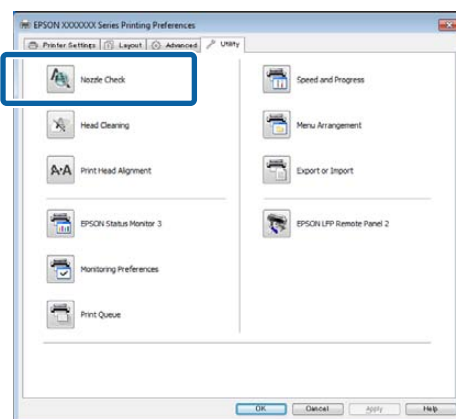 EPSON XXXXXXX Series Printing Preferences
Printer Settings Layout Advanced Utility
Nozzle Check
Speed and Progress
Head Cleaning
Menu Arrangement
A·A Print Head Alignment
Export or Import
EPSON Status Monitor 3
EPSON LFP Remote Panel 2
Monitoring Preferences
Print Queue
OK Cancel Apply Help